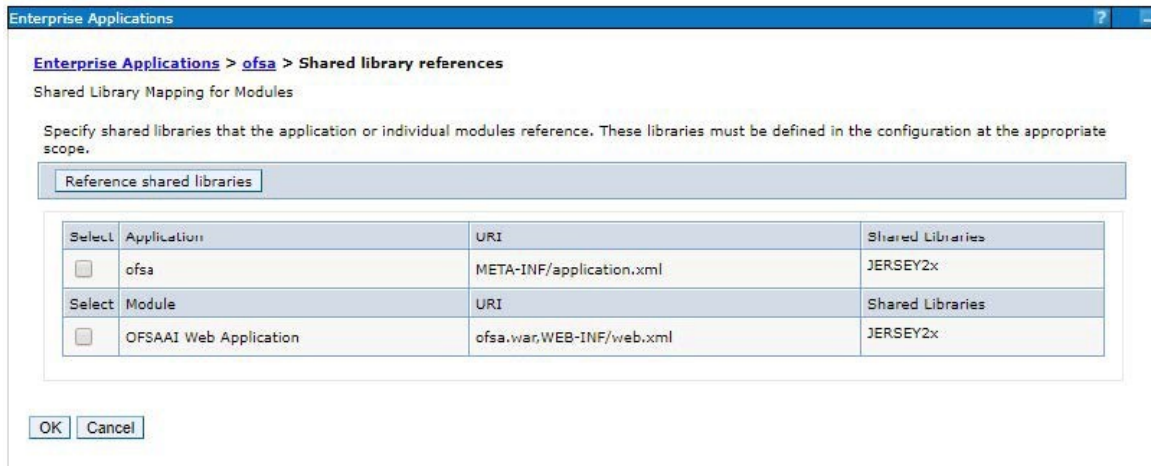 Enterprise Applications ?
Enterprise Applications > ofsa > Shared library references
Shared Library Mapping for Modules
Specify shared libraries that the application or individual modules reference. These libraries must be defined in the configuration at the appropriate
scope.
Reference shared libraries
Select Application URI Shared Libraries
ofsa META-INF/application.xml JERSEY2x
Select Module URI Shared Libraries
OFSAAI Web Application ofsa.war,WEB-INF/web.xml JERSEY2x
OK Cancel